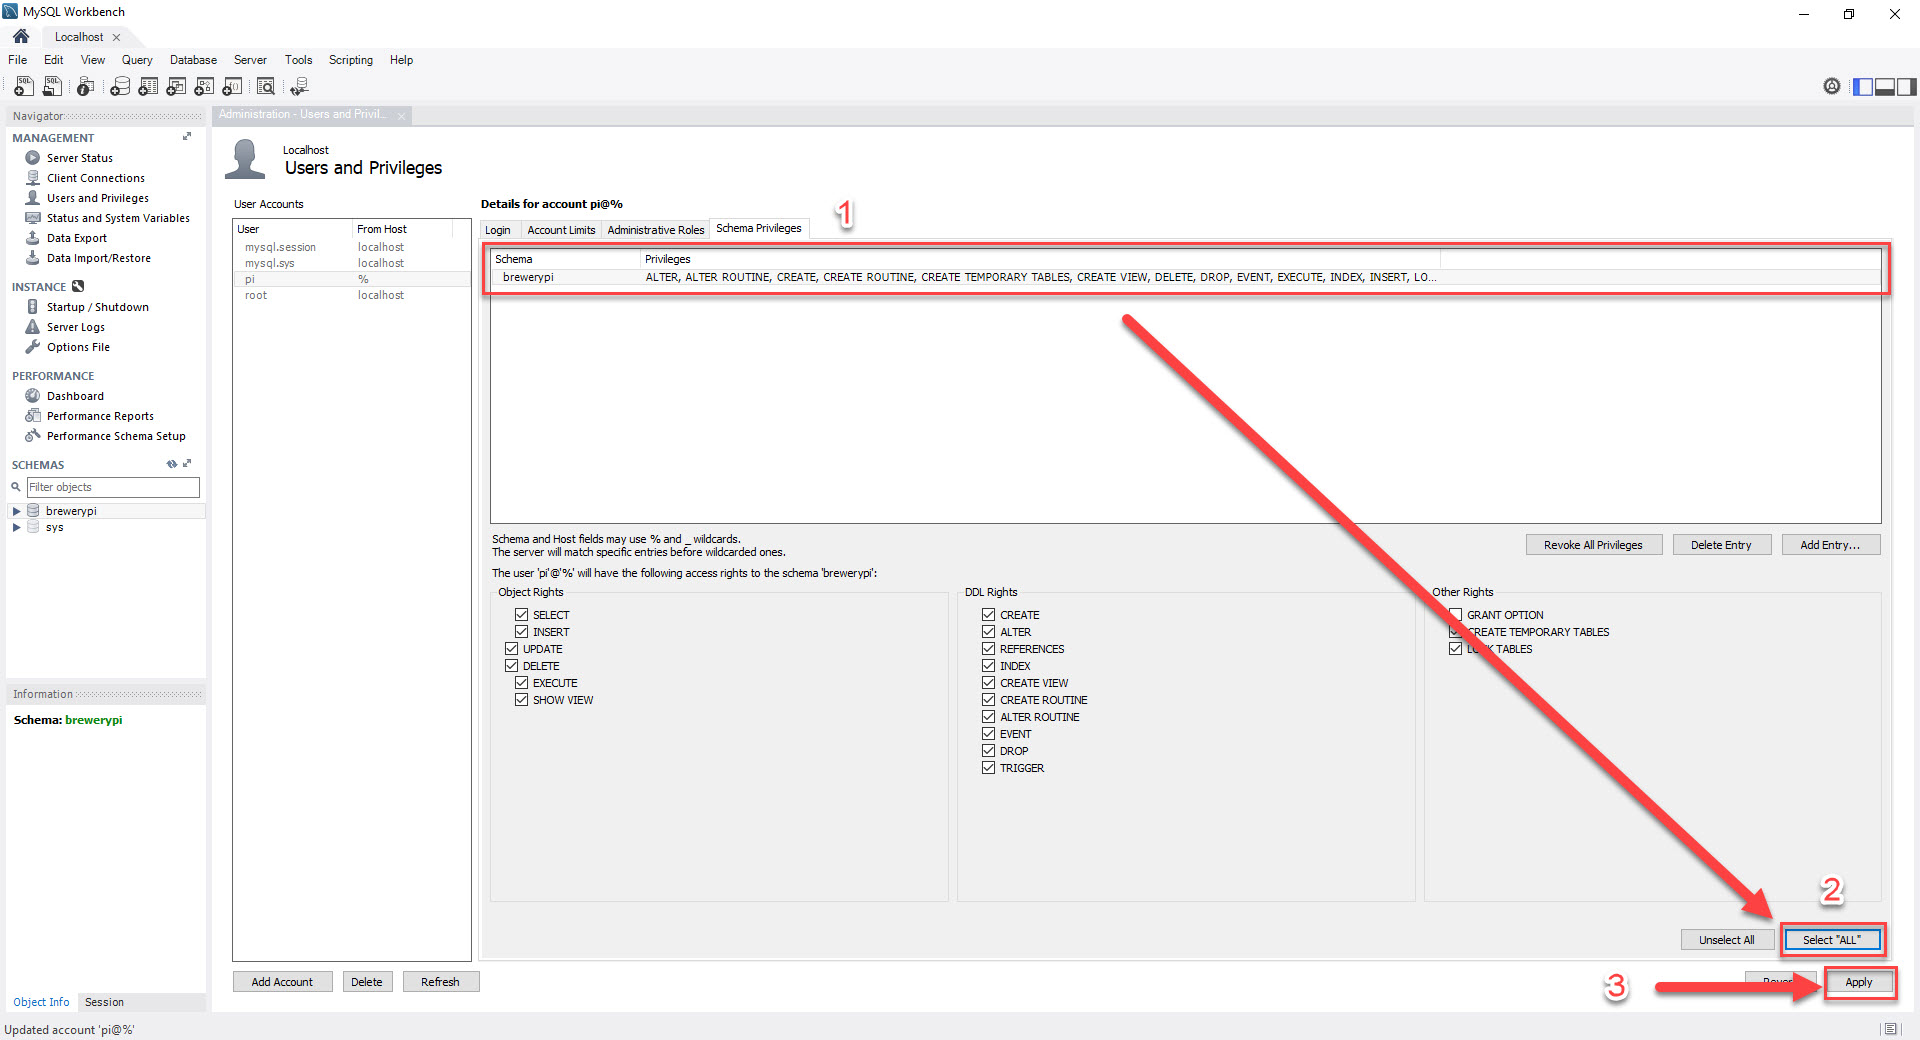 MySQL Workbench
Localhost
File Edit View Query Database Server Tools Scripting Help
Navigator
MANAGEMENT
Server Status
Client Connections
Users and Privileges
Status and System Variables
Data Export
Data Import/Restore
INSTANCE
Startup / Shutdown
Server Logs
Options File
PERFORMANCE
Dashboard
Performance Reports
Performance Schema Setup
SCHEMAS
Filter objects
brewerypi
sys
Information
Schema: brewerypi
Object Info Session
Updated account 'pi@%'
Administration - Users and Privil...
Localhost
Users and Privileges
User Accounts
User From Host
mysql.session localhost
mysql.sys localhost
pi %
root localhost
Add Account Delete Refresh
Details for account pi@%
1
Login Account Limits Administrative Roles Schema Privileges
Schema Privileges
brewerypi ALTER, ALTER ROUTINE, CREATE, CREATE ROUTINE, CREATE TEMPORARY TABLES, CREATE VIEW, DELETE, DROP, EVENT, EXECUTE, INDEX, INSERT, LO...
Schema and Host fields may use % and _ wildcards.
The server will match specific entries before wildcarded ones.
Revoke All Privileges Delete Entry Add Entry...
The user 'pi'@'%' will have the following access rights to the schema 'brewerypi':
Object Rights
SELECT
INSERT
UPDATE
DELETE
EXECUTE
SHOW VIEW
DDL Rights
CREATE
ALTER
REFERENCES
INDEX
CREATE VIEW
CREATE ROUTINE
ALTER ROUTINE
EVENT
DROP
TRIGGER
Other Rights
GRANT OPTION
CREATE TEMPORARY TABLES
LOCK TABLES
2
Unselect All Select "ALL"
3
Apply